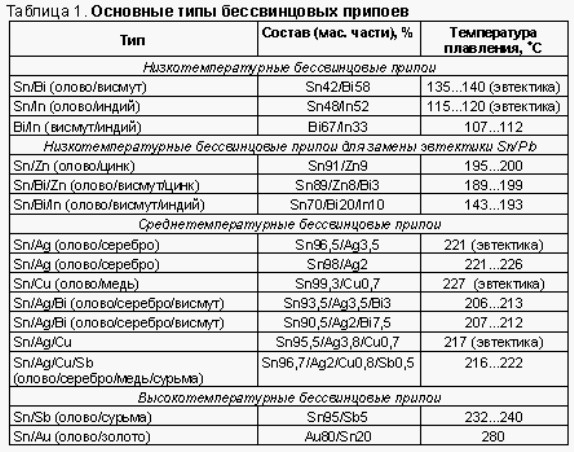 Таблица 1. Основные типы бессвинцовых припоев
Тип Состав (мас. части), % Температура
плавления, °C
Низкотемпературные бессвинцовые припои
Sn/Bi (олово/висмут) Sn42/Bi58 135...140 (эвтектика)
Sn/In (олово/индий) Sn48/In52 115...120 (эвтектика)
Bi/In (висмут/индий) Bi67/In33 107...112
Низкотемпературные бессвинцовые припои для замены эвтектики Sn/Pb
Sn/Zn (олово/цинк) Sn91/Zn9 195...200
Sn/Bi/Zn (олово/висмут/цинк) Sn89/Zn8/Bi3 189...199
Sn/Bi/In (олово/висмут/индий) Sn70/Bi20/In10 143...193
Среднетемпературные бессвинцовые припои
Sn/Ag (олово/серебро) Sn96,5/Ag3,5 221 (эвтектика)
Sn/Ag (олово/серебро) Sn98/Ag2 221...226
Sn/Cu (олово/медь) Sn99,3/Cu0,7 227 (эвтектика)
Sn/Ag/Bi (олово/серебро/висмут) Sn93,5/Ag3,5/Bi3 206...213
Sn/Ag/Bi (олово/серебро/висмут) Sn90,5/Ag2/Bi7,5 207...212
Sn/Ag/Cu Sn95,5/Ag3,8/Cu0,7 217 (эвтектика)
Sn/Ag/Cu/Sb Sn96,7/Ag2/Cu0,8/Sb0,5 216...222
(олово/серебро/медь/сурьма)
Высокотемпературные бессвинцовые припои
Sn/Sb (олово/сурьма) Sn95/Sb5 232...240
Sn/Au (олово/золото) Au80/Sn20 280